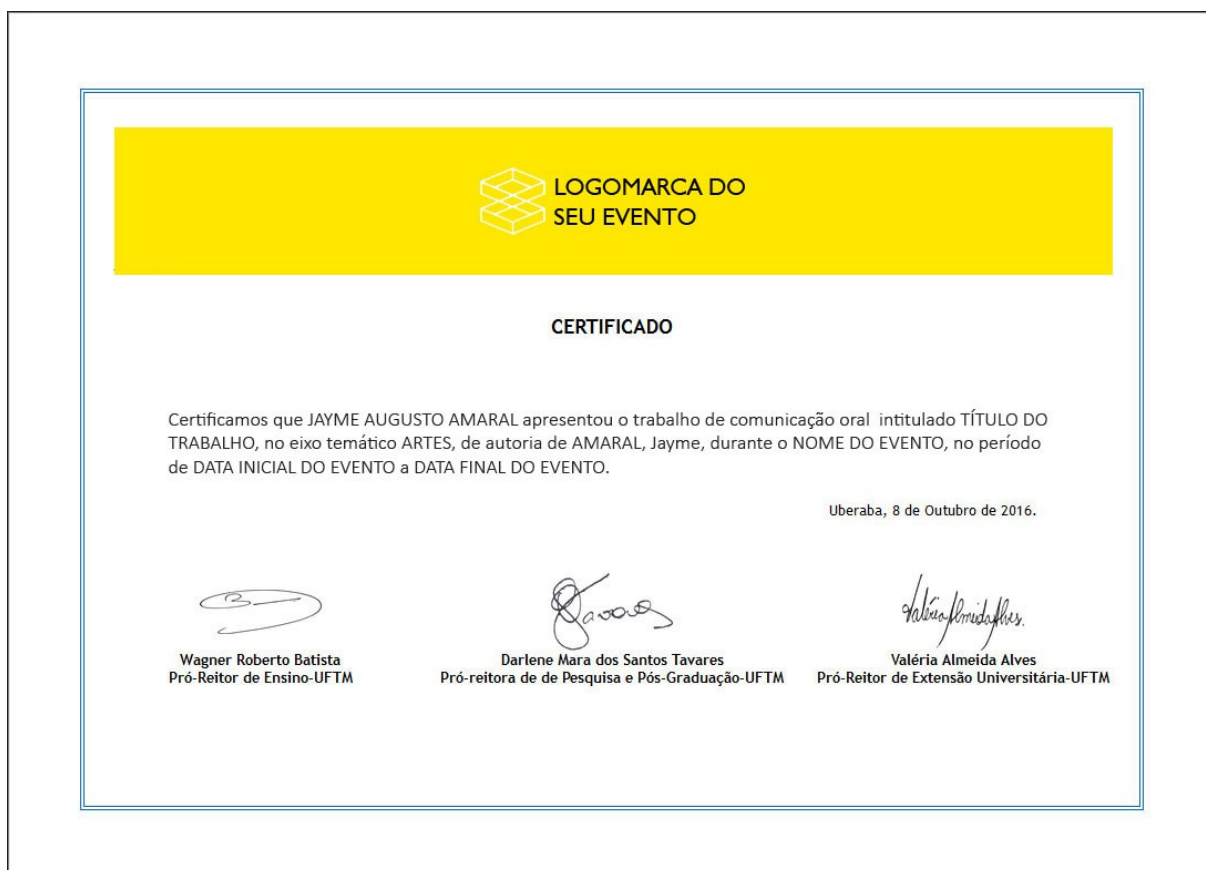 LOGOMARCA DO
SEU EVENTO
CERTIFICADO
Certificamos que JAYME AUGUSTO AMARAL apresentou o trabalho de comunicação oral intitulado TÍTULO DO
TRABALHO, no eixo temático ARTES, de autoria de AMARAL, Jayme, durante o NOME DO EVENTO, no período
de DATA INICIAL DO EVENTO a DATA FINAL DO EVENTO.
Uberaba, 8 de Outubro de 2016.
Valéria Almeida Alves.
Wagner Roberto Batista
Pró-Reitor de Ensino-UFTM
Darlene Mara dos Santos Tavares
Pró-reitora de de Pesquisa e Pós-Graduação-UFTM
Valéria Almeida Alves
Pró-Reitor de Extensão Universitária-UFTM